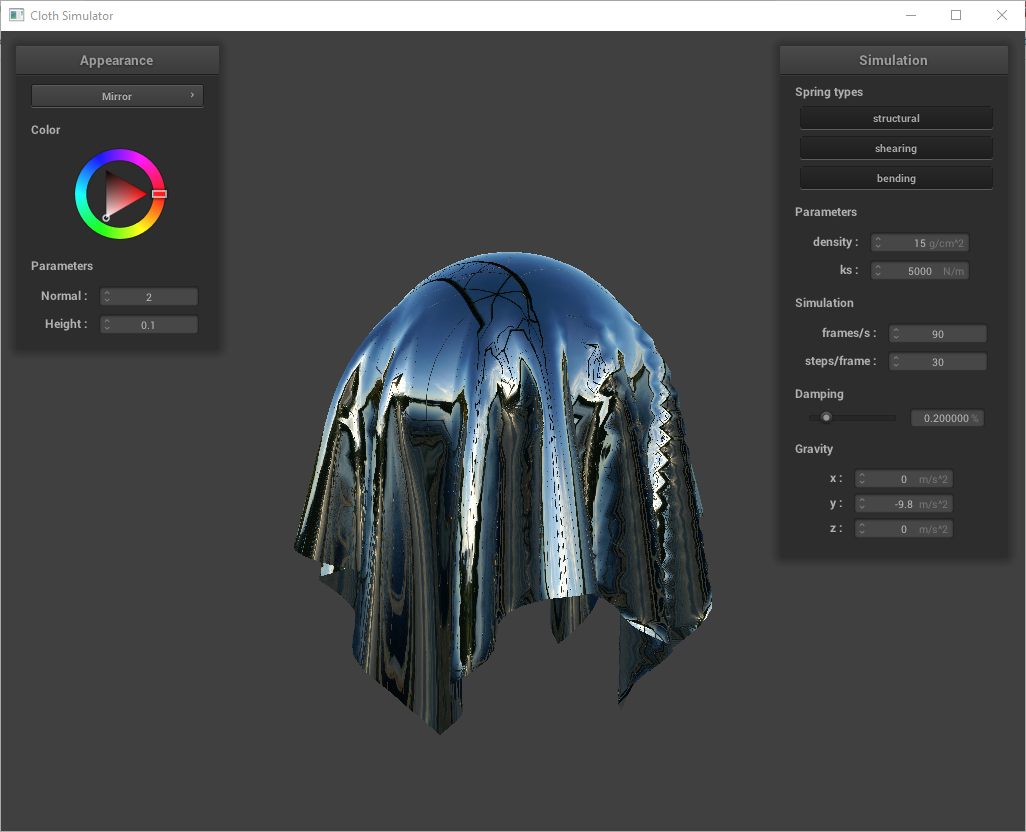 Cloth Simulator
Appearance
Mirror
Color
Parameters
Normal : 2
Height : 0.1
Simulation
Spring types
structural
shearing
bending
Parameters
density : 15 g/cm^2
ks : 5000 N/m
Simulation
frames/s : 90
steps/frame : 30
Damping
0.200000 %
Gravity
x : 0 m/s^2
y : -9.8 m/s^2
z : 0 m/s^2